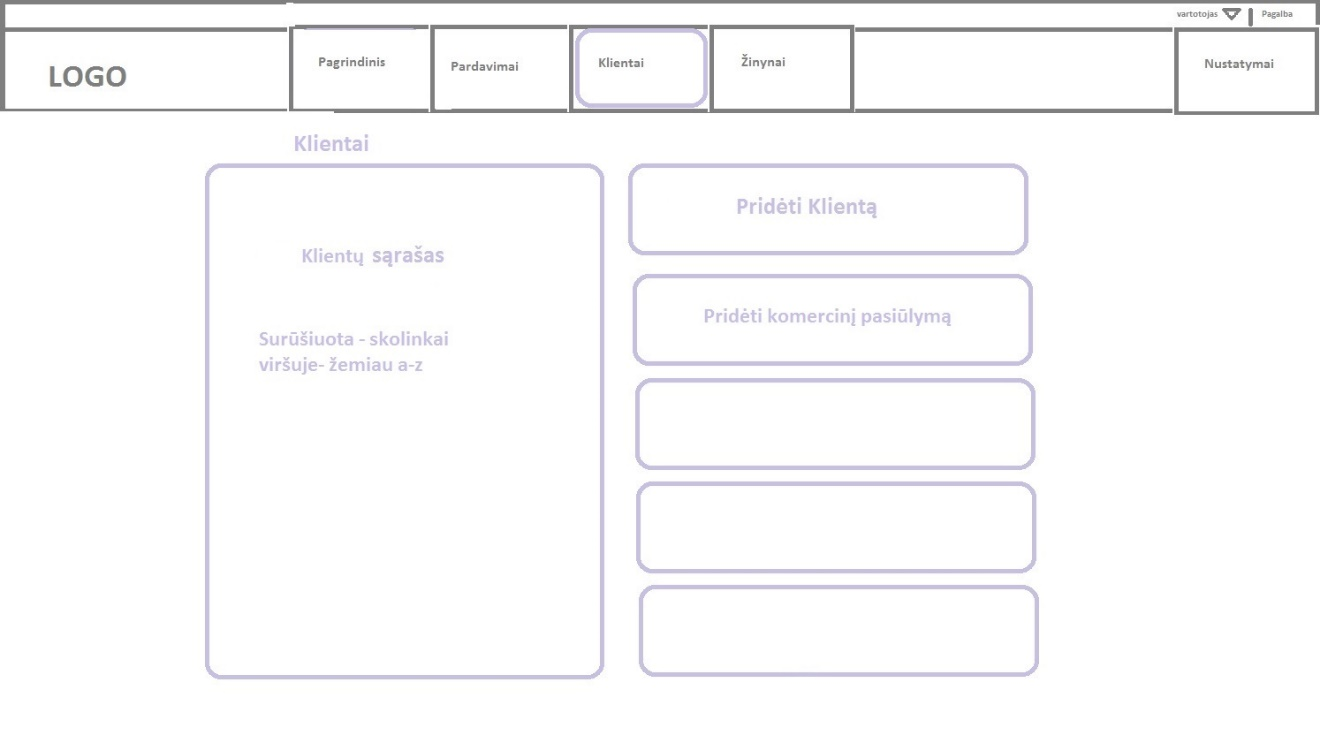 vartotojas Pagalba
LOGO
Pagrindinis
Pardavimai
Klientai
Žinynai
Nustatymai
Klientai
Klientų sąrašas
Surūšiuota - skolinkai
viršuje- žemiau a-z
Pridėti Klientą
Pridėti komercinį pasiūlymą